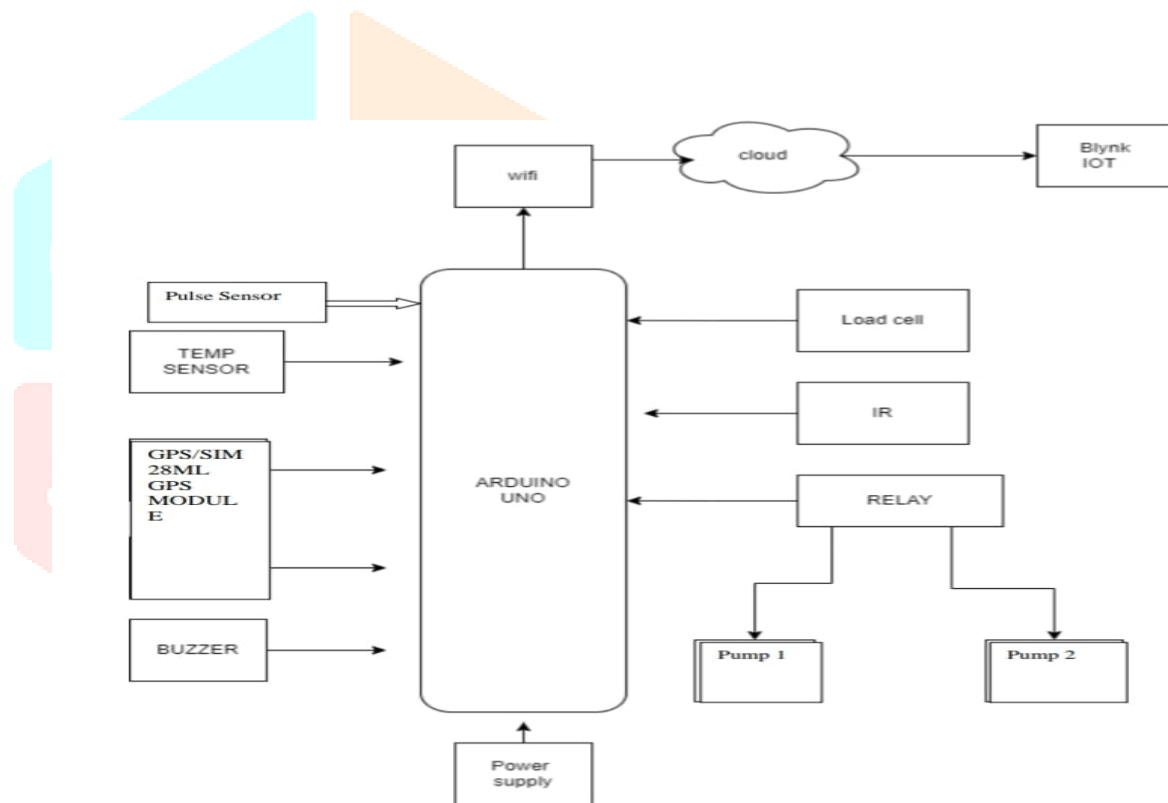 wifi
cloud
Blynk
IOT
Pulse Sensor
TEMP
SENSOR
GPS/SIM
28ML
GPS
MODUL
E
BUZZER
ARDUINO
UNO
Load cell
IR
RELAY
Pump 1
Pump 2
Power
supply